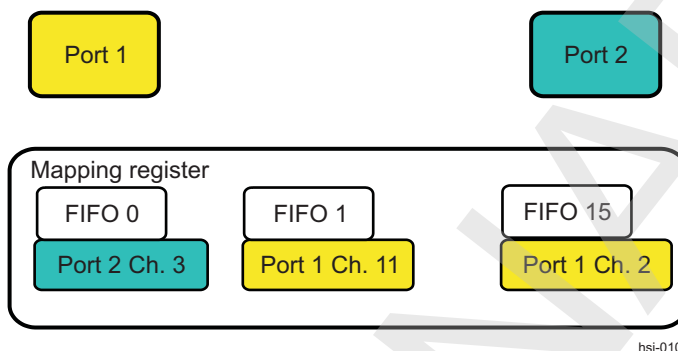 Port 1
Port 2
Mapping register
FIFO 0
FIFO 1
FIFO 15
Port 2 Ch. 3
Port 1 Ch. 11
Port 1 Ch. 2